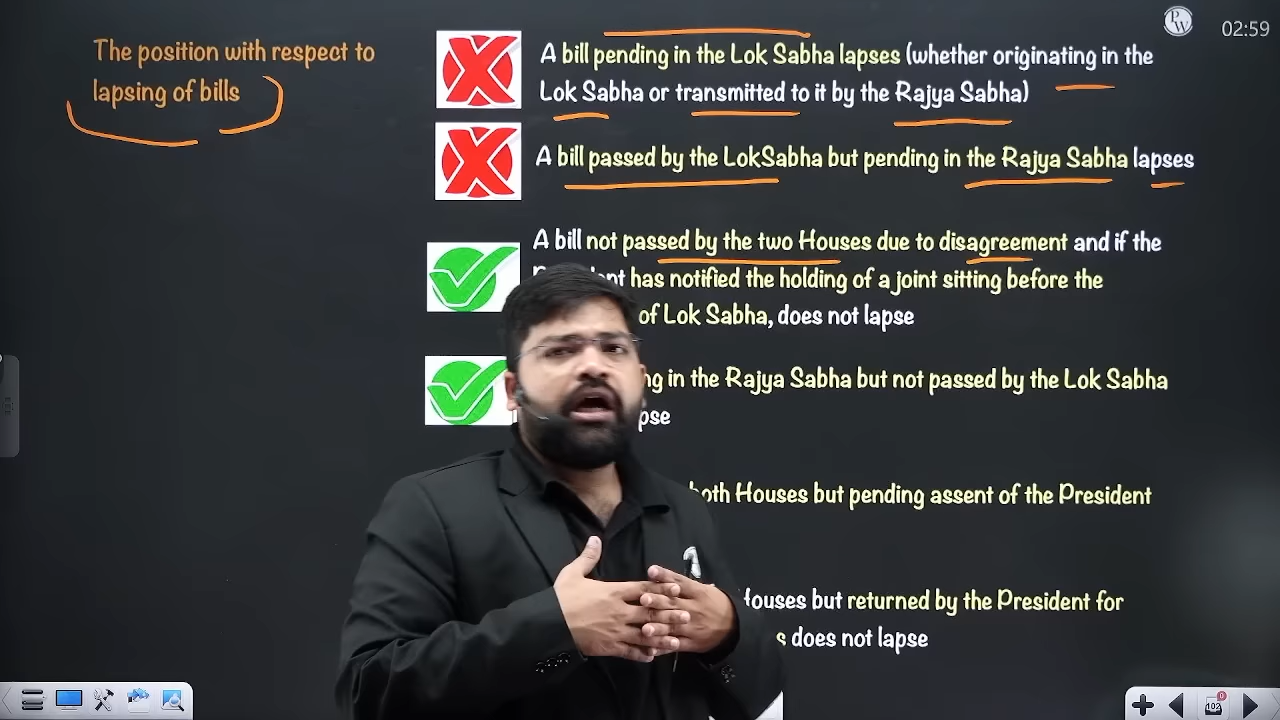 The position with respect to
lapsing of bills
A bill pending in the Lok Sabha lapses (whether originating in the
Lok Sabha or transmitted to it by the Rajya Sabha)
A bill passed by the LokSabha but pending in the Rajya Sabha lapses
A bill not passed by the two Houses due to disagreement and if the
has notified the holding of a joint sitting before the
of Lok Sabha, does not lapse
in the Rajya Sabha but not passed by the Lok Sabha
both Houses but pending assent of the President
Houses but returned by the President for
does not lapse
PW
02:59
102
0